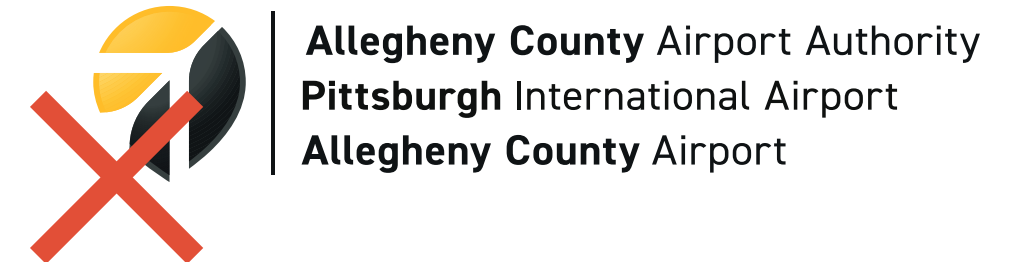 Allegheny County Airport Authority
Pittsburgh International Airport
Allegheny County Airport